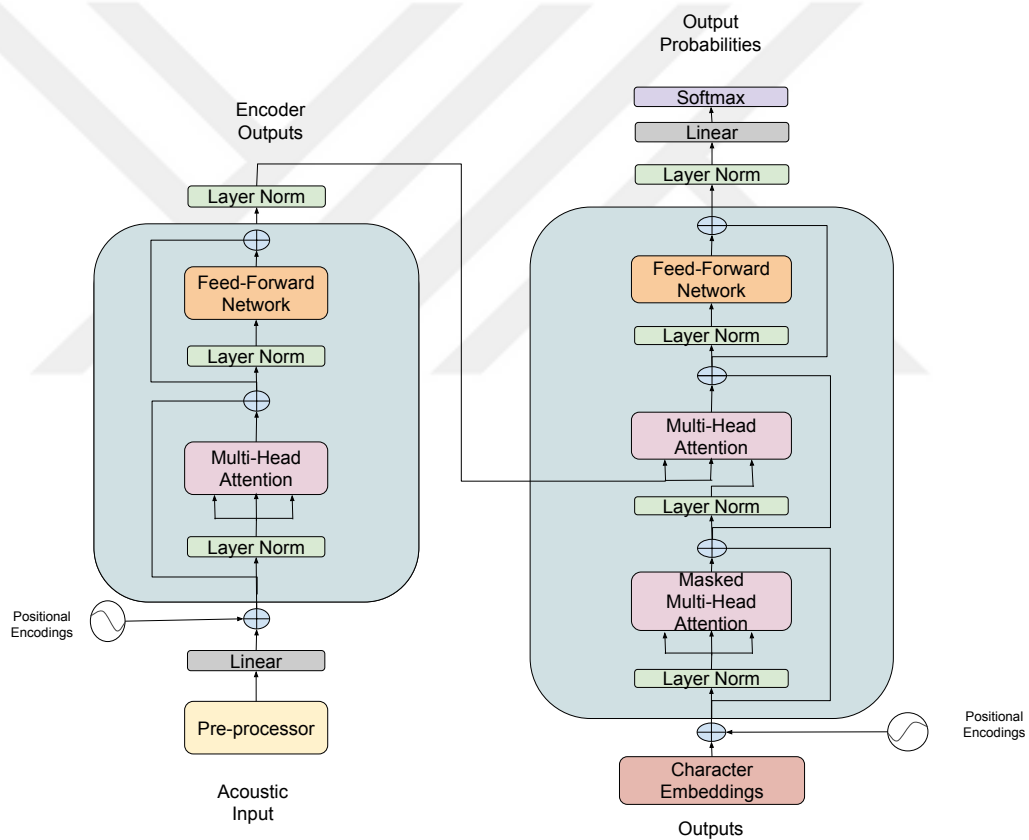 Output
Probabilities
Softmax
Linear
Layer Norm
Feed-Forward
Network
Layer Norm
Multi-Head
Attention
Layer Norm
Masked
Multi-Head
Attention
Layer Norm
Positional
Encodings
Character
Embeddings
Outputs
Encoder
Outputs
Layer Norm
Feed-Forward
Network
Layer Norm
Multi-Head
Attention
Layer Norm
Positional
Encodings
Linear
Pre-processor
Acoustic
Input